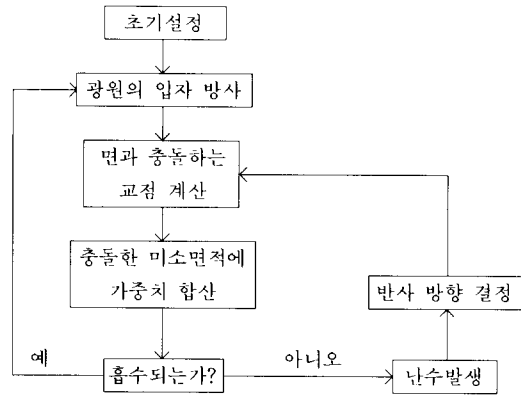 초기설정
광원의 입자 방사
면과 충돌하는
교점 계산
충돌한 미소면적에
가중치 합산
반사 방향 결정
예
흡수되는가?
아니오
난수발생